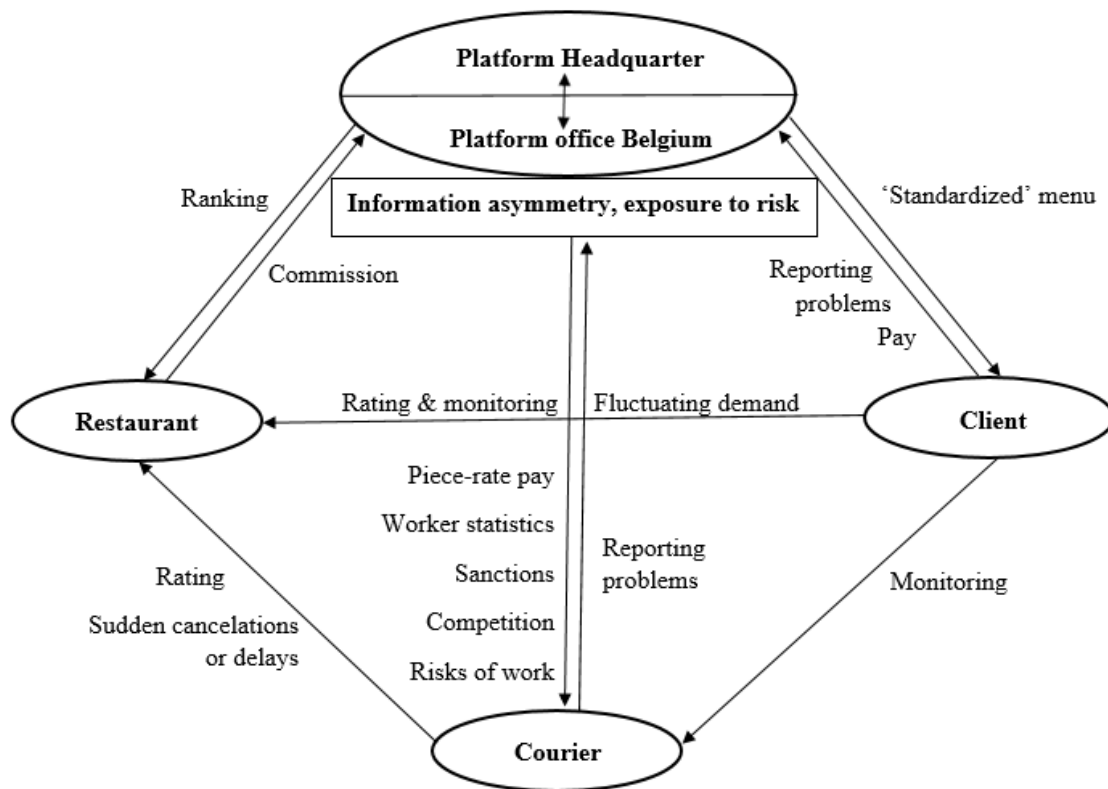 Platform Headquarter
Platform office Belgium
Information asymmetry, exposure to risk
Ranking
Commission
‘Standardized’ menu
Reporting
problems
Pay
Restaurant
Rating & monitoring
Fluctuating demand
Client
Piece-rate pay
Worker statistics
Sanctions
Competition
Risks of work
Reporting
problems
Rating
Sudden cancelations
or delays
Monitoring
Courier